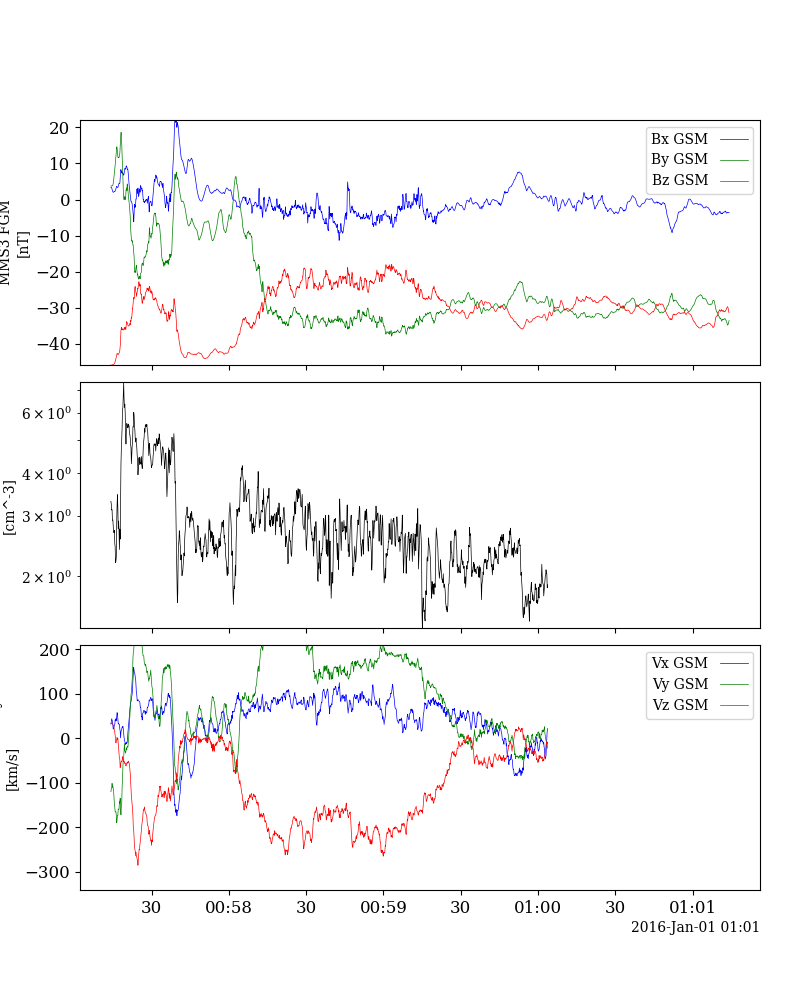 20
10
0
−10
−20
−30
−40
MMS3 FGM
[nT]
Bx GSM
By GSM
Bz GSM
6 × 10⁰
4 × 10⁰
3 × 10⁰
2 × 10⁰
[cm^-3]
200
100
0
−100
−200
−300
[km/s]
Vx GSM
Vy GSM
Vz GSM
30 00:58 30 00:59 30 01:00 30 01:01
2016-Jan-01 01:01